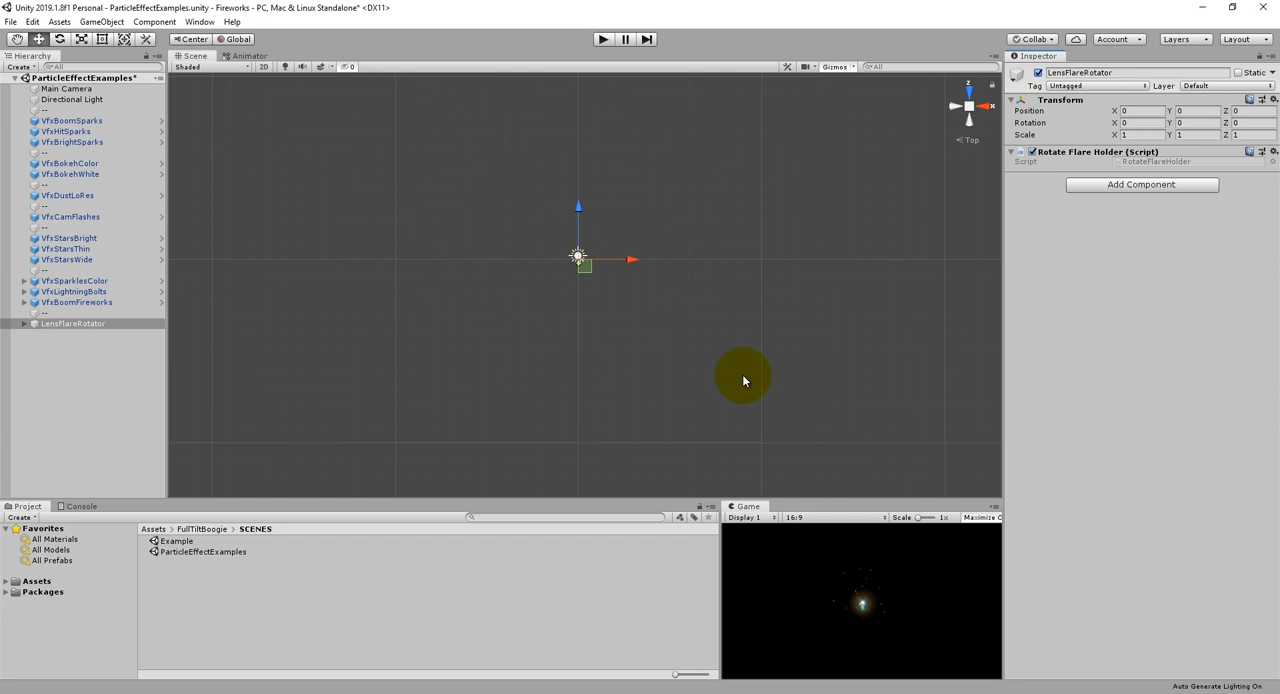 Unity 2019.1.8f1 Personal - ParticleEffectExamples.unity - Fireworks - PC, Mac & Linux Standalone* <DX11>
File Edit Assets GameObject Component Window Help
Center Global Collab Account Layers Layout
Hierarchy
Create All
ParticleEffectExamples*
Main Camera
Directional Light
--
VfxBoomSparks
VfxHitSparks
VfxBrightSparks
--
VfxBokehColor
VfxBokehWhite
--
VfxDustLoRes
--
VfxCamFlashes
--
VfxStarsBright
VfxStarsThin
VfxStarsWide
--
VfxSparklesColor
VfxLightningBolts
VfxBoomFireworks
--
LensFlareRotator
Scene Animator
Shaded 2D 0 Gizmos All
z
x
Top
Inspector
LensFlareRotator Static
Tag Untagged Layer Default
Transform
Position X 0 Y 0 Z 0
Rotation X 0 Y 0 Z 0
Scale X 1 Y 1 Z 1
Rotate Flare Holder (Script)
Script RotateFlareHolder
Add Component
Project Console
Create
Favorites
All Materials
All Models
All Prefabs
Assets
Packages
Assets > FullTiltBoogie > SCENES
Example
ParticleEffectExamples
Game
Display 1 16:9 Scale 1x Maximize C
Auto Generate Lighting On